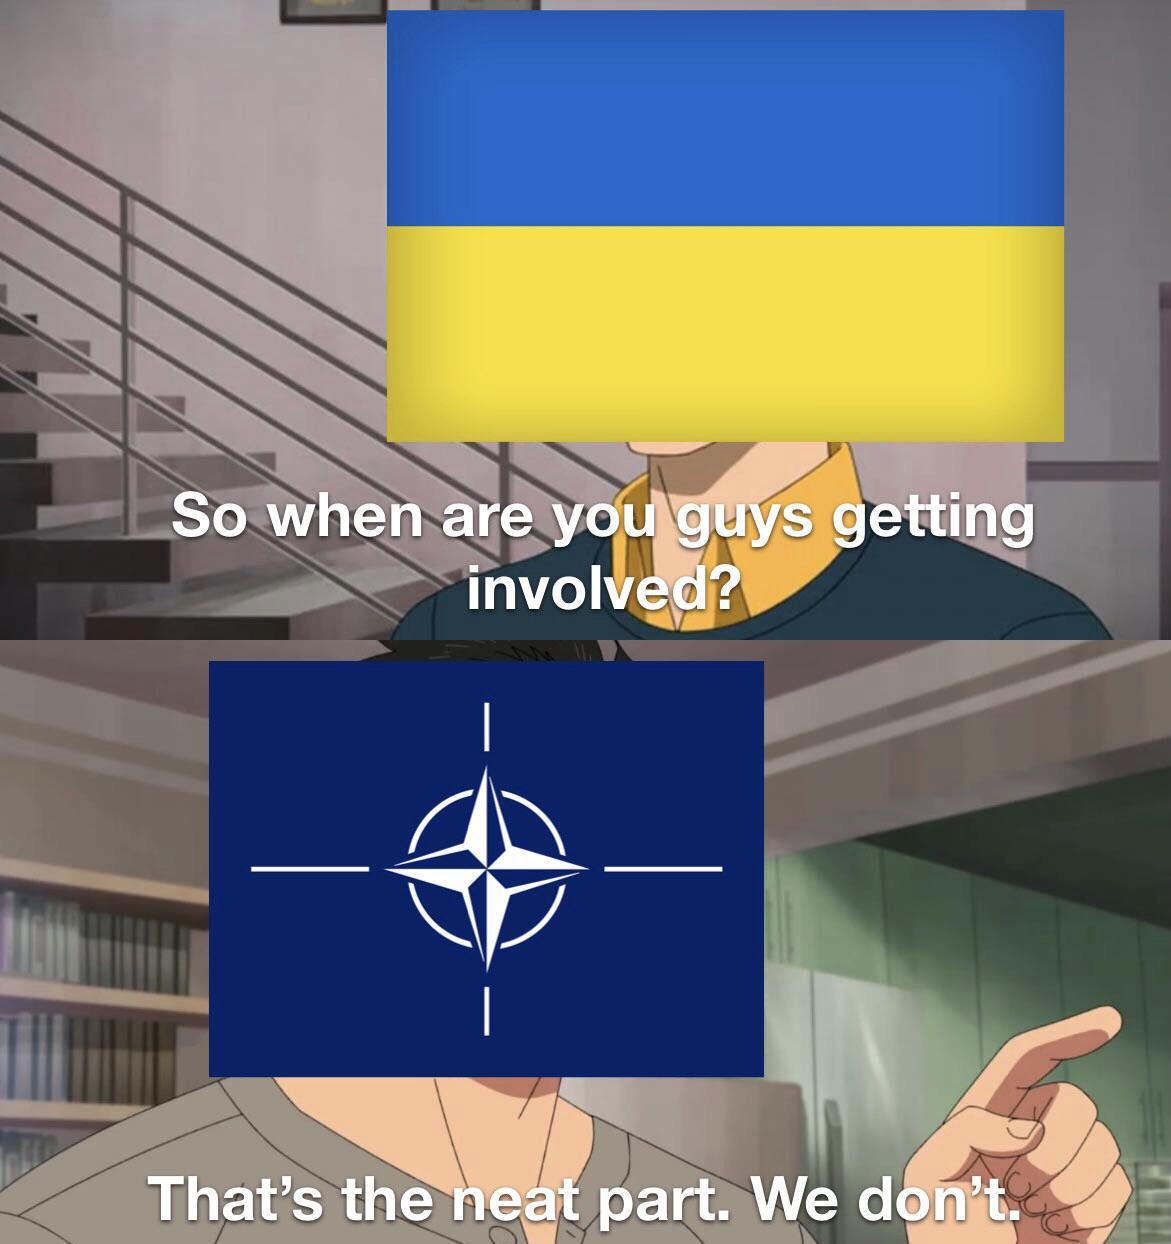 So when are you guys getting
involved?
That’s the neat part. We don’t.